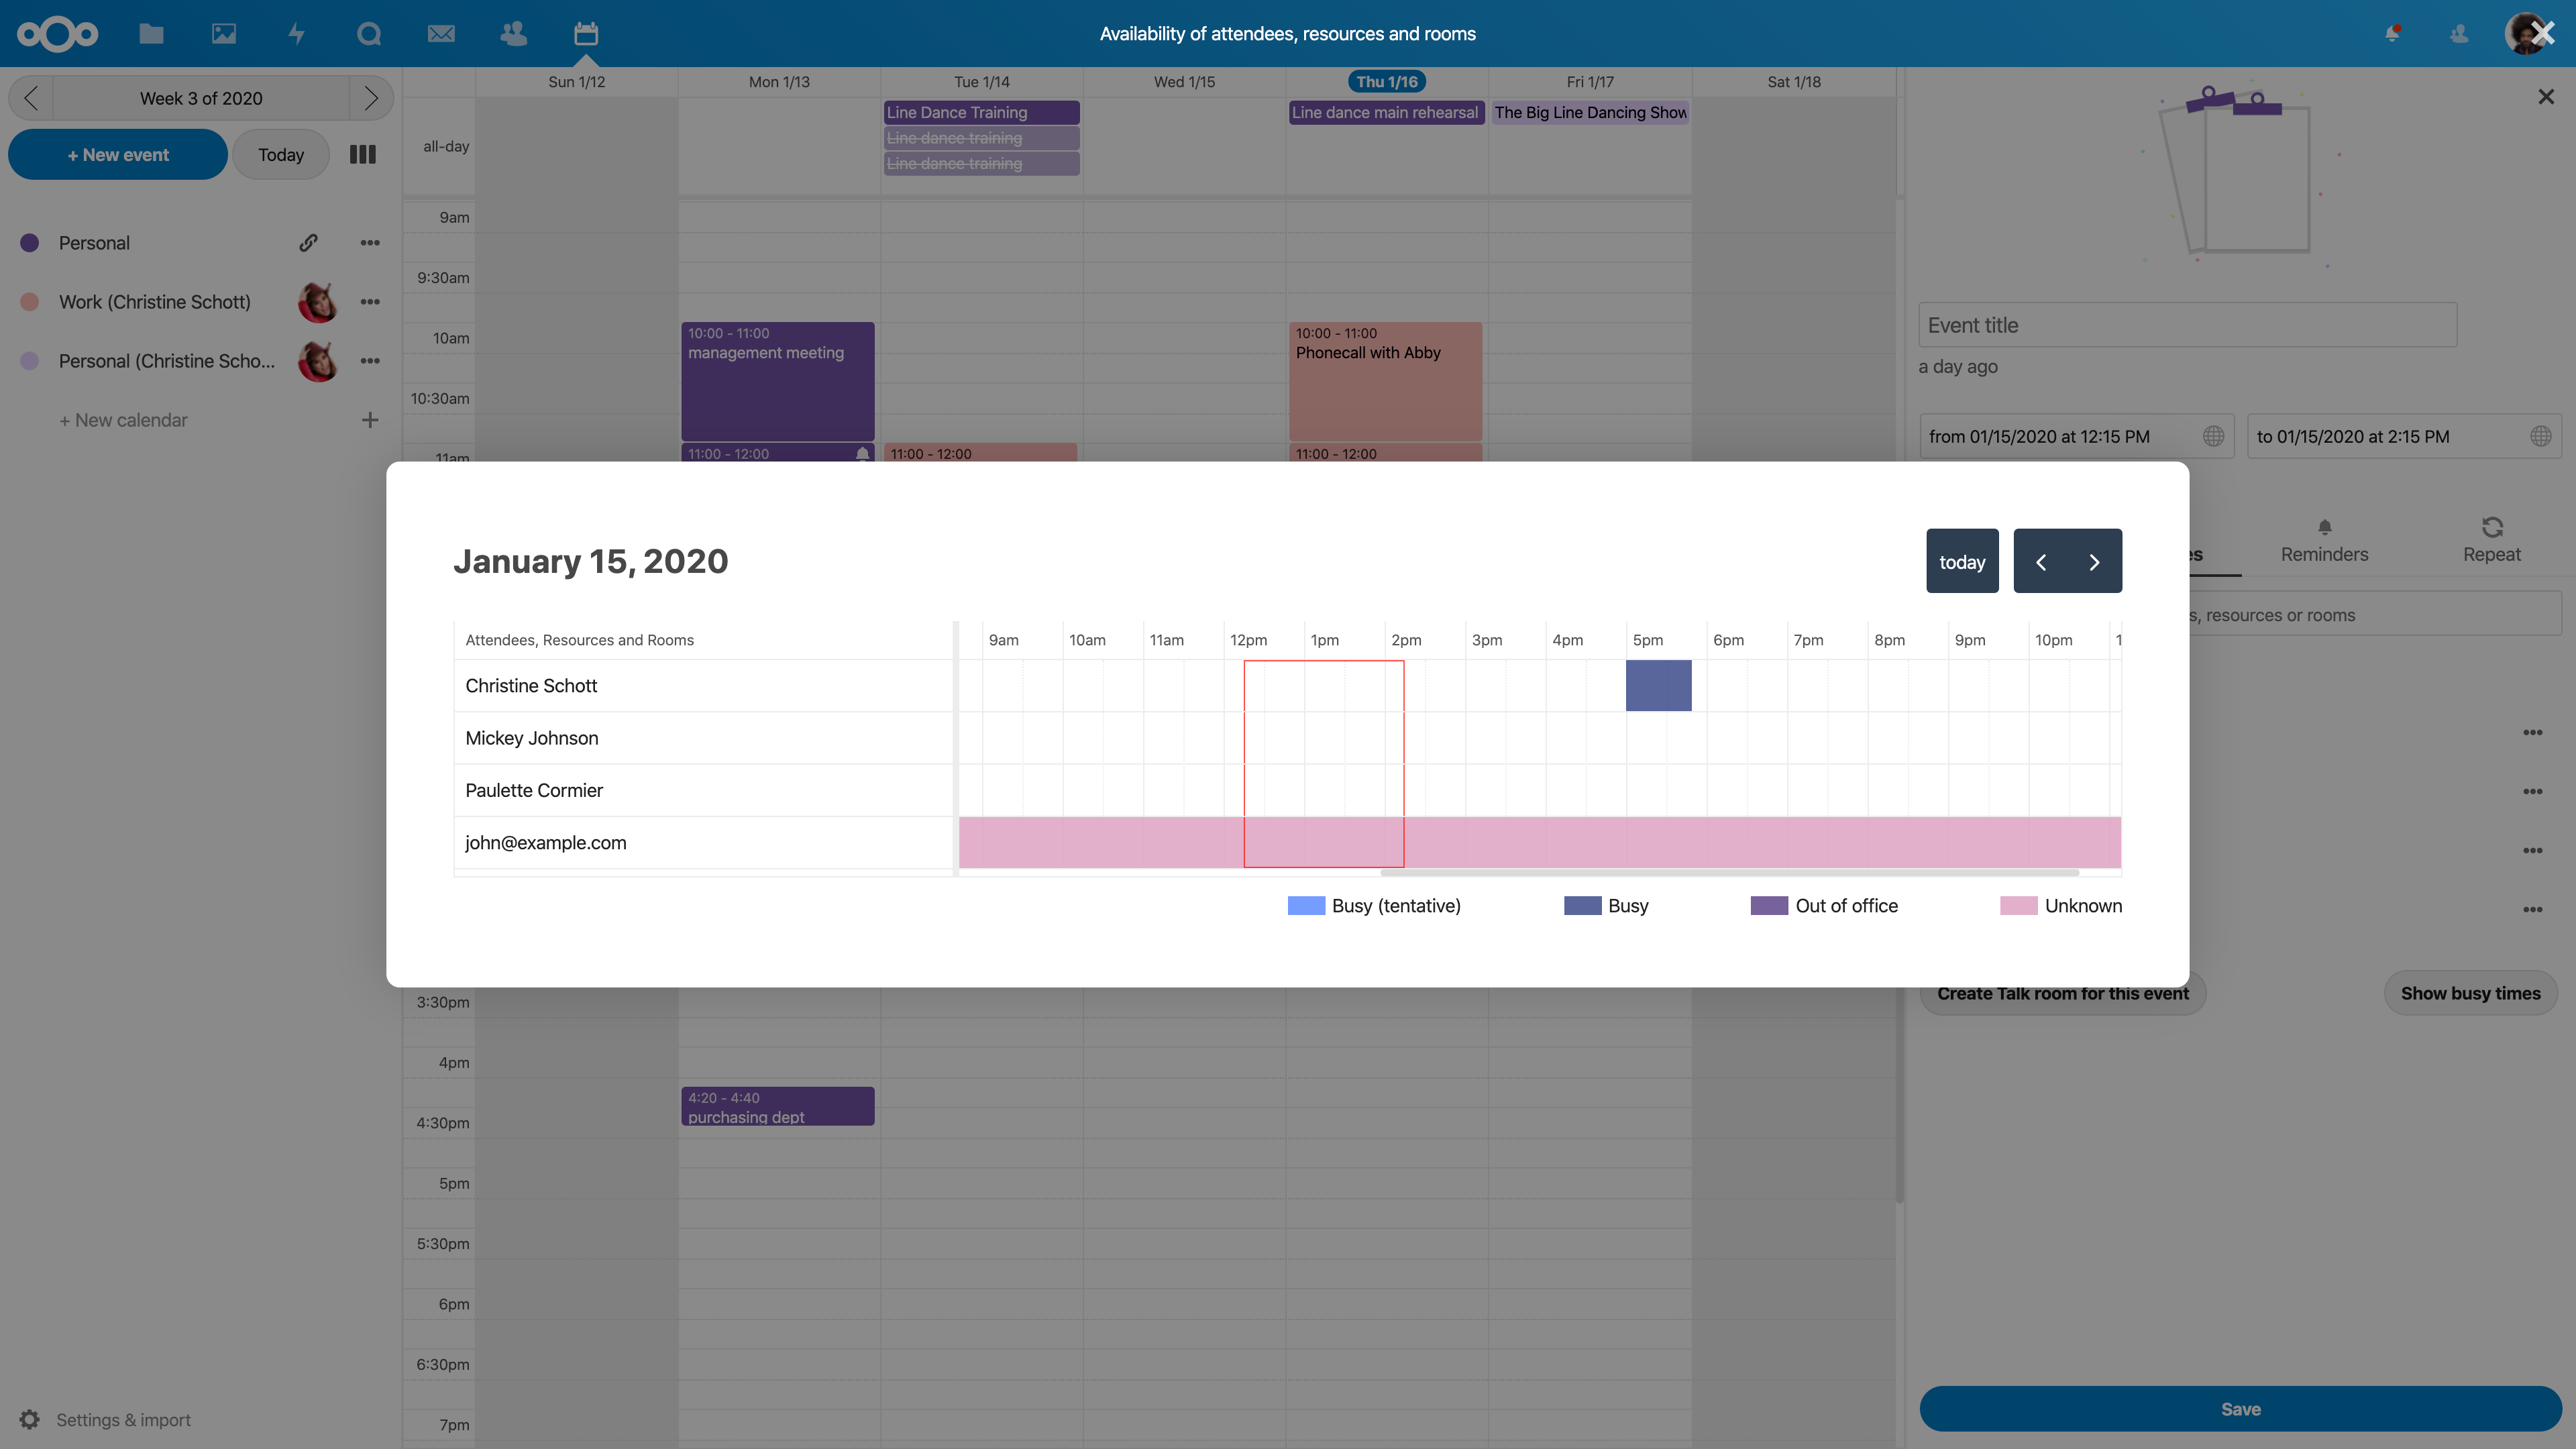 Availability of attendees, resources and rooms
Week 3 of 2020
+ New event
Today
Personal
Work (Christine Schott)
Personal (Christine Scho...
+ New calendar
Settings & import
Sun 1/12
Mon 1/13
Tue 1/14
Wed 1/15
Thu 1/16
Fri 1/17
Sat 1/18
all-day
Line Dance Training
Line dance training
Line dance training
Line dance main rehearsal
The Big Line Dancing Show
9am
9:30am
10am
10:30am
11am
10:00 - 11:00
management meeting
11:00 - 12:00
11:00 - 12:00
10:00 - 11:00
Phonecall with Abby
11:00 - 12:00
Event title
a day ago
from 01/15/2020 at 12:15 PM
to 01/15/2020 at 2:15 PM
es
Reminders
Repeat
s, resources or rooms
January 15, 2020
today
Attendees, Resources and Rooms
9am
10am
11am
12pm
1pm
2pm
3pm
4pm
5pm
6pm
7pm
8pm
9pm
10pm
1
Christine Schott
Mickey Johnson
Paulette Cormier
john@example.com
Busy (tentative)
Busy
Out of office
Unknown
Create Talk room for this event
Show busy times
3:30pm
4pm
4:30pm
5pm
5:30pm
6pm
6:30pm
7pm
4:20 - 4:40
purchasing dept
Save